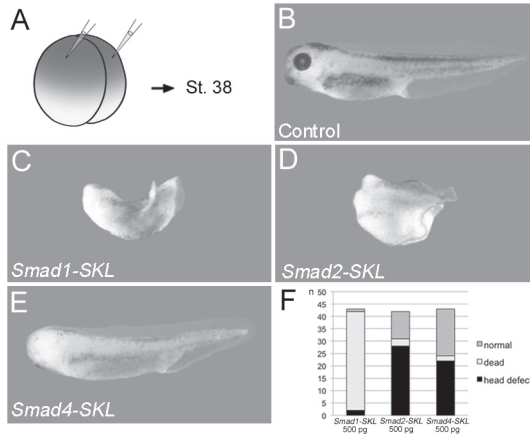 A
St. 38
B
Control
C
Smad1-SKL
D
Smad2-SKL
E
Smad4-SKL
F
n
50
45
40
35
30
25
20
15
10
5
0
normal
dead
head defect
Smad1-SKL Smad2-SKL Smad4-SKL
500 pg 500 pg 500 pg